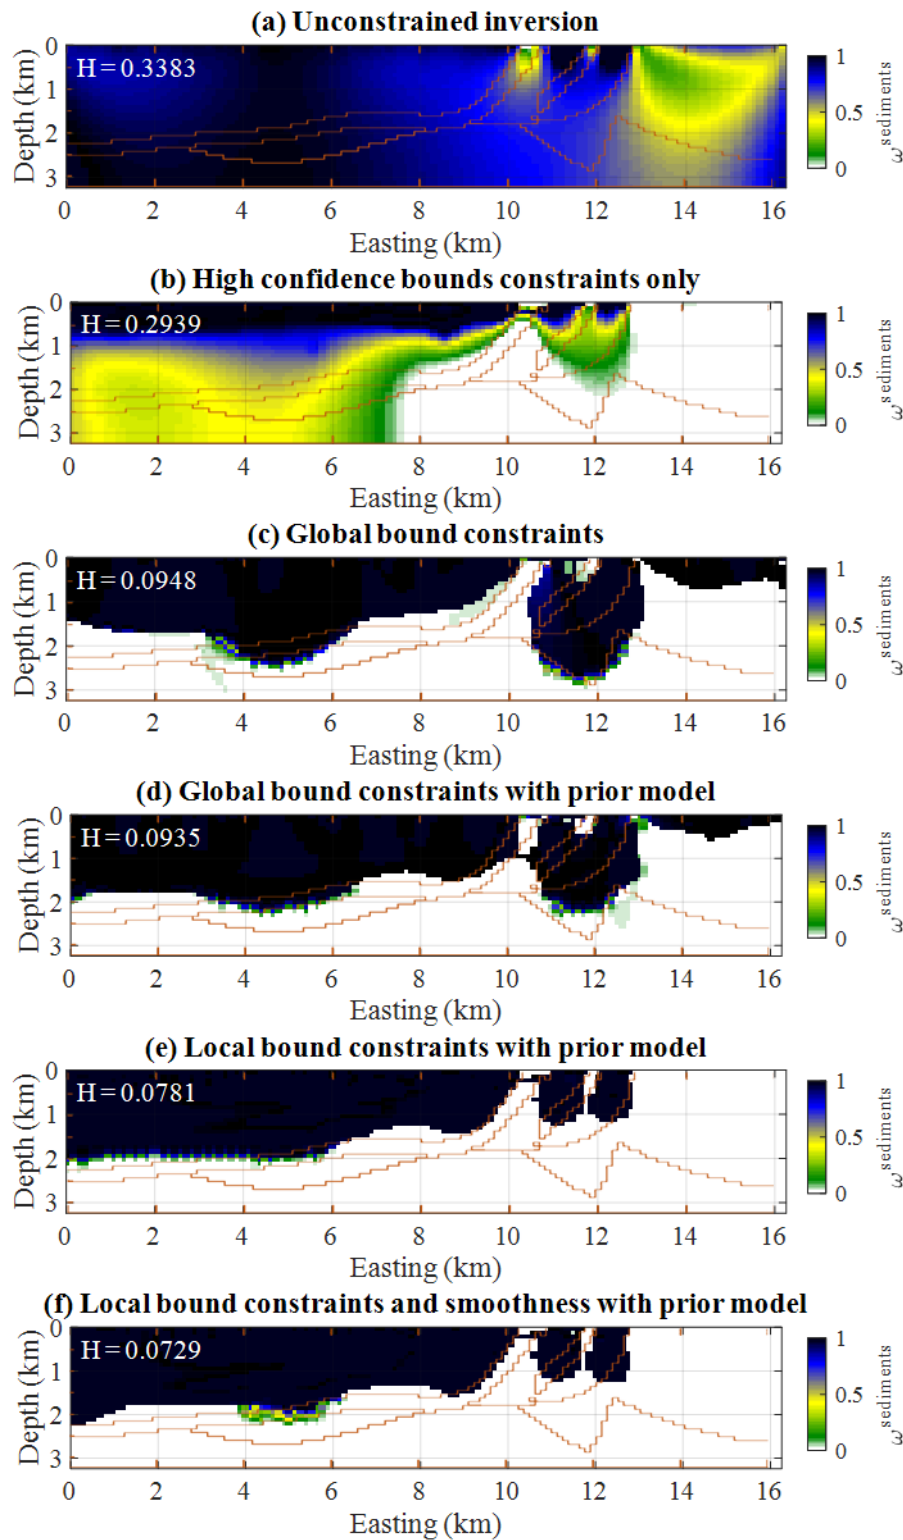 (a) Unconstrained inversion
H=0.3383
Depth (km)
0
1
2
3
0 2 4 6 8 10 12 14 16
Easting (km)
1
0.5
0
ω sediments
(b) High confidence bounds constraints only
H=0.2939
Depth (km)
0
1
2
3
0 2 4 6 8 10 12 14 16
Easting (km)
1
0.5
0
ω sediments
(c) Global bound constraints
H=0.0948
Depth (km)
0
1
2
3
0 2 4 6 8 10 12 14 16
Easting (km)
1
0.5
0
ω sediments
(d) Global bound constraints with prior model
H=0.0935
Depth (km)
0
1
2
3
0 2 4 6 8 10 12 14 16
Easting (km)
1
0.5
0
ω sediments
(e) Local bound constraints with prior model
H=0.0781
Depth (km)
0
1
2
3
0 2 4 6 8 10 12 14 16
Easting (km)
1
0.5
0
ω sediments
(f) Local bound constraints and smoothness with prior model
H=0.0729
Depth (km)
0
1
2
3
0 2 4 6 8 10 12 14 16
Easting (km)
1
0.5
0
ω sediments